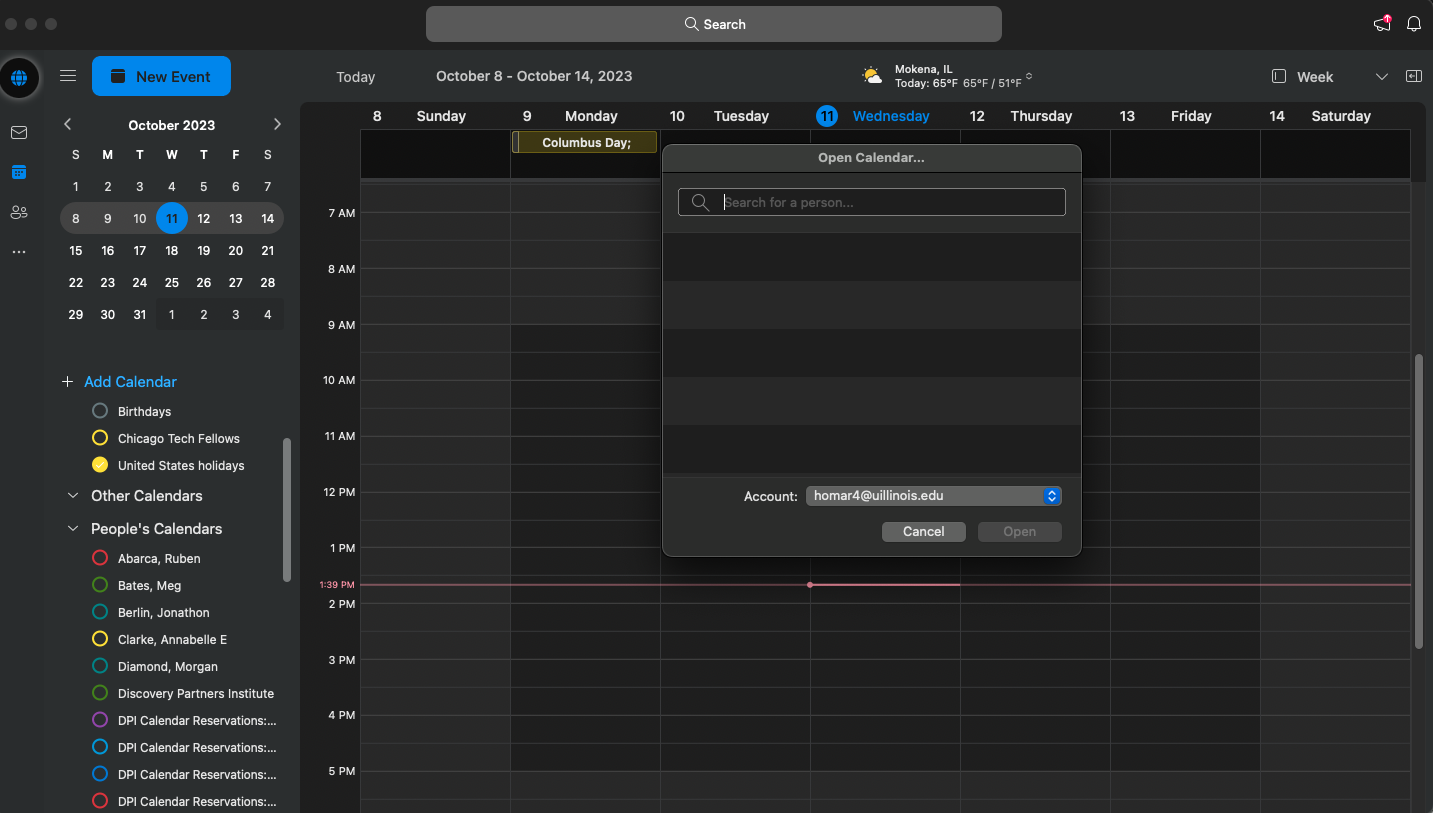 Search
New Event
Today
October 8 - October 14, 2023
Mokena, IL
Today: 65°F 65°F / 51°F
Week
October 2023
S M T W T F S
1 2 3 4 5 6 7
8 9 10 11 12 13 14
15 16 17 18 19 20 21
22 23 24 25 26 27 28
29 30 31 1 2 3 4
Add Calendar
Birthdays
Chicago Tech Fellows
United States holidays
Other Calendars
People's Calendars
Abarca, Ruben
Bates, Meg
Berlin, Jonathon
Clarke, Annabelle E
Diamond, Morgan
Discovery Partners Institute
DPI Calendar Reservations:...
DPI Calendar Reservations:...
DPI Calendar Reservations:...
DPI Calendar Reservations:...
8 Sunday 9 Monday 10 Tuesday 11 Wednesday 12 Thursday 13 Friday 14 Saturday
Columbus Day;
7 AM
8 AM
9 AM
10 AM
11 AM
12 PM
1 PM
1:39 PM
2 PM
3 PM
4 PM
5 PM
Open Calendar...
Search for a person...
Account: homar4@uillinois.edu
Cancel Open